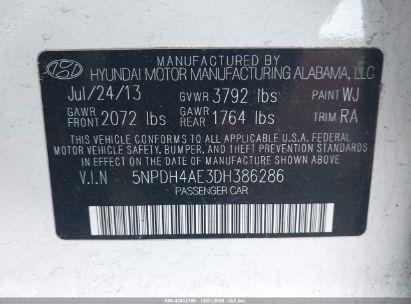 MFD BY
HYUNDAI MOTOR MANUFACTURING ALABAMA, LLC
Jul/24/13 GVWR 3792 lbs PAINT WJ
GAWR FRONT 2072 lbs GAWR REAR 1764 lbs TRIM RA
THIS VEHICLE CONFORMS TO ALL APPLICABLE U.S.A. FEDERAL
MOTOR VEHICLE SAFETY, BUMPER, AND THEFT PREVENTION
STANDARDS IN EFFECT ON THE DATE OF MANUFACTURE SHOWN ABOVE.
V.I.N 5NPDH4AE3DH386286
PASSENGER CAR